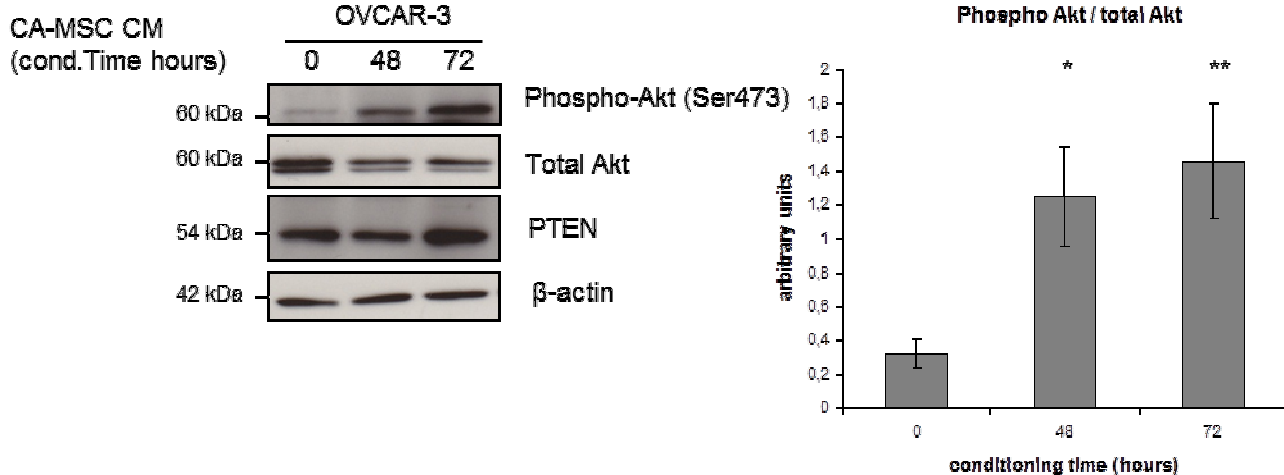 CA-MSC CM
(cond.Time hours)
OVCAR-3
0 48 72
60 kDa
Phospho-Akt (Ser473)
60 kDa
Total Akt
54 kDa
PTEN
42 kDa
β-actin
Phospho Akt / total Akt
* **
2
1,8
1,6
1,4
1,2
1
0,8
0,6
0,4
0,2
0
arbitrary units
0 48 72
conditioning time (hours)